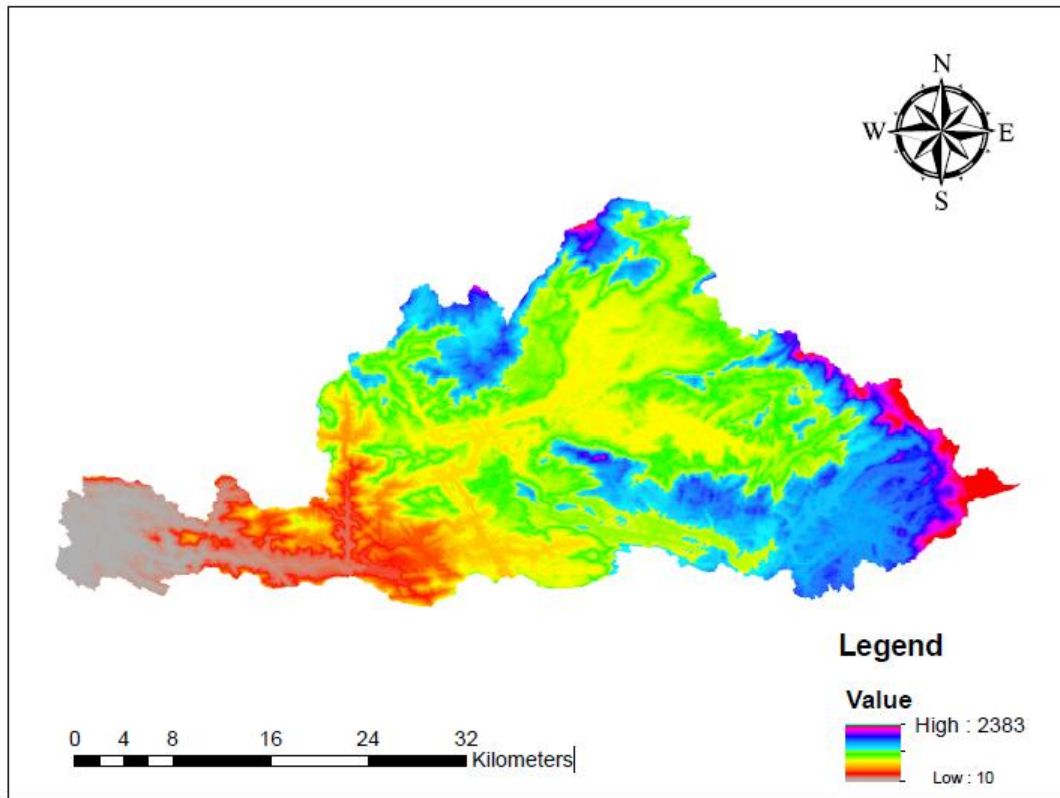 N
W E
S
Legend
Value
High : 2383
Low : 10
0 4 8 16 24 32
Kilometers